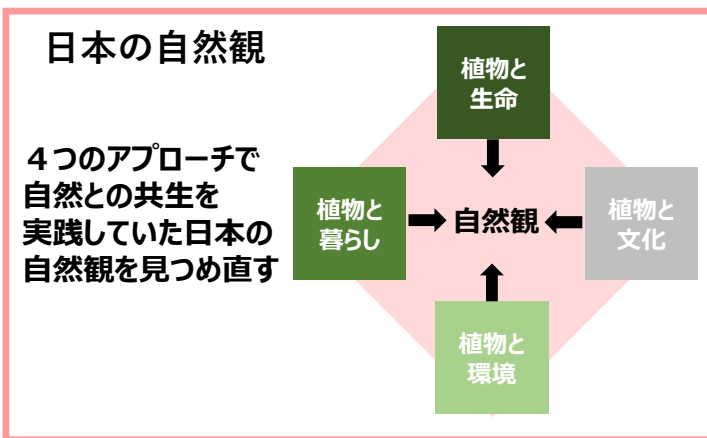 日本の自然観
４つのアプローチで
自然との共生を
実践していた日本の
自然観を見つめ直す
植物と
生命
植物と
暮らし
自然観
植物と
文化
植物と
環境